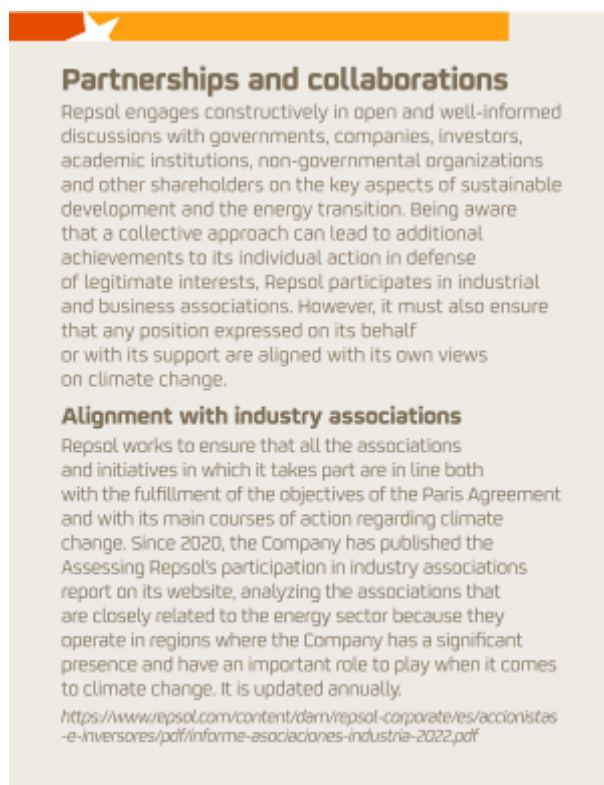 Partnerships and collaborations
Repsol engages constructively in open and well-informed
discussions with governments, companies, investors,
academic institutions, non-governmental organizations
and other shareholders on the key aspects of sustainable
development and the energy transition. Being aware
that a collective approach can lead to additional
achievements to its individual action in defense
of legitimate interests, Repsol participates in industrial
and business associations. However, it must also ensure
that any position expressed on its behalf
or with its support are aligned with its own views
on climate change.
Alignment with industry associations
Repsol works to ensure that all the associations
and initiatives in which it takes part are in line both
with the fulfillment of the objectives of the Paris Agreement
and with its main courses of action regarding climate
change. Since 2020, the Company has published the
Assessing Repsol's participation in industry associations
report on its website, analyzing the associations that
are closely related to the energy sector because they
operate in regions where the Company has a significant
presence and have an important role to play when it comes
to climate change. It is updated annually.
https://www.repsol.com/content/dam/repsol-corporate/es/accionistas
-e-inversores/pdf/informe-asociaciones-industria-2022.pdf